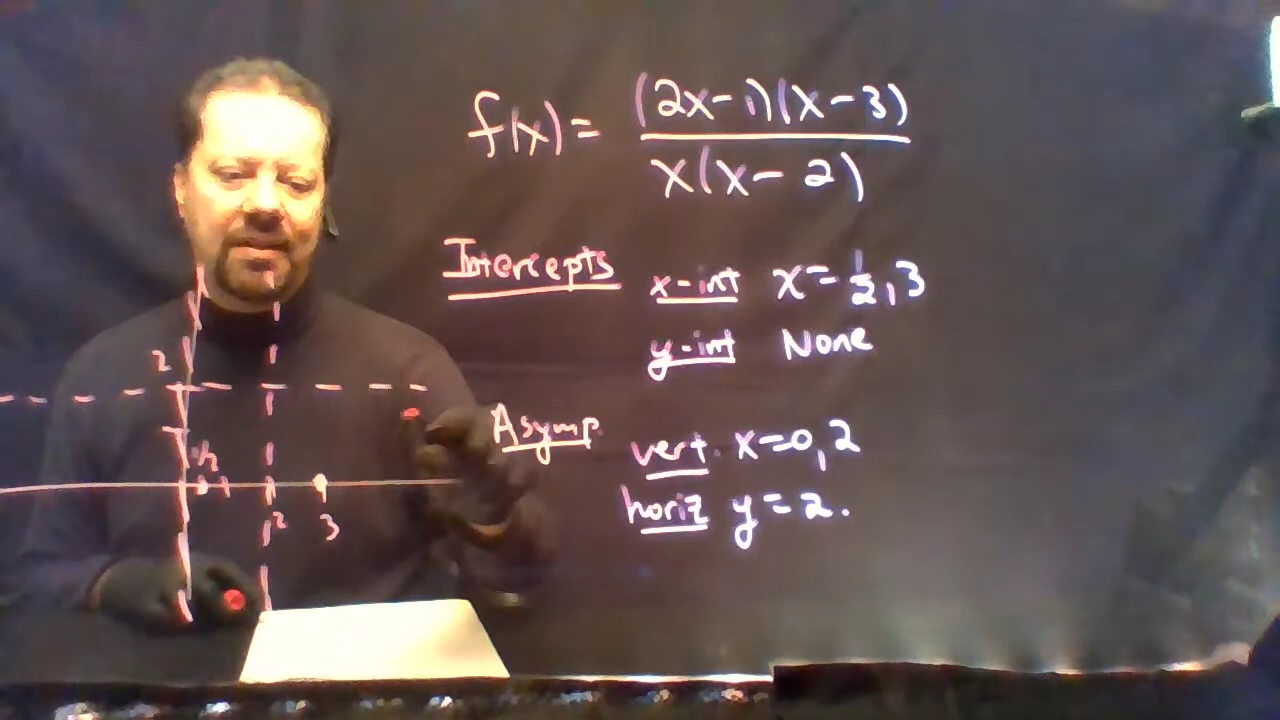 f(x) = (2x-1)(x-3)
x(x-2)
Intercepts x-int x = 1/2, 3
y-int None
2
Asymp. vert. x=0,2
1/2
horiz y = 2.
1 2 3